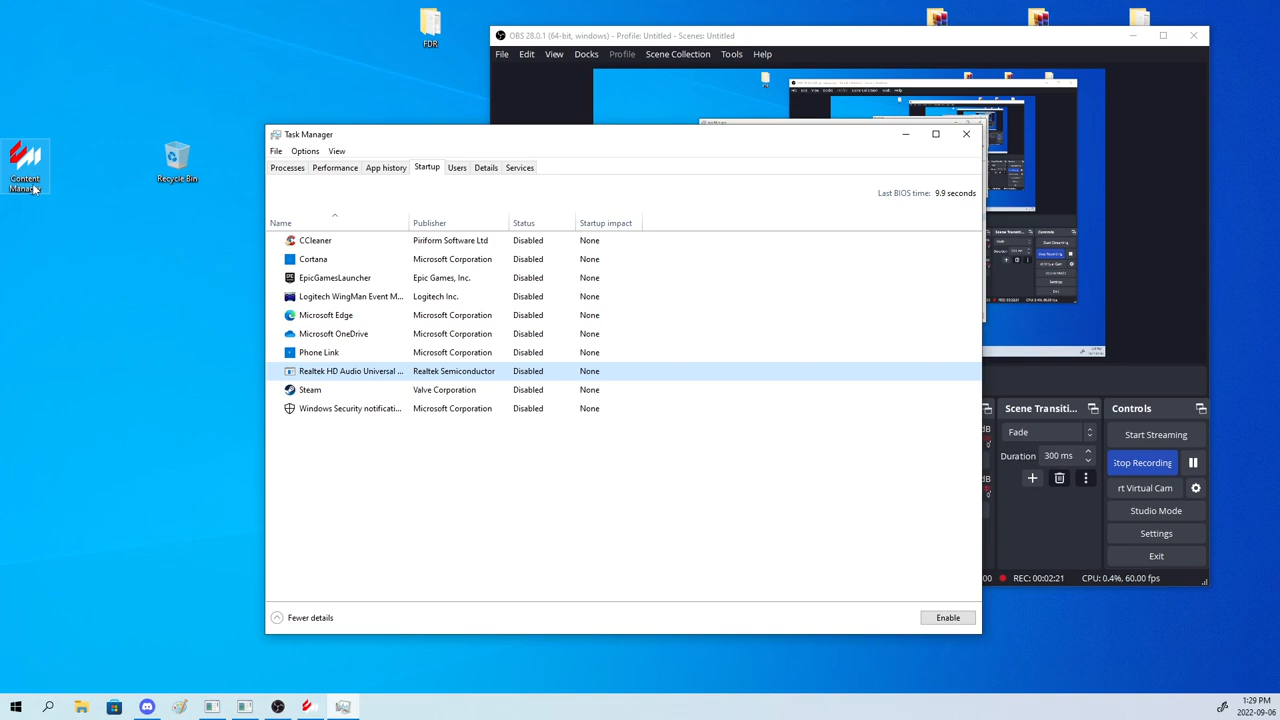 FDR
OBS 28.0.1 (64-bit, windows) - Profile: Untitled - Scenes: Untitled
File Edit View Docks Profile Scene Collection Tools Help
Content
Manager
Recycle Bin
Task Manager
File Options View
Processes Performance App history Startup Users Details Services
Last BIOS time: 9.9 seconds
Name Publisher Status Startup impact
CCleaner Piriform Software Ltd Disabled None
Cortana Microsoft Corporation Disabled None
EpicGamesLauncher Epic Games, Inc. Disabled None
Logitech WingMan Event M... Logitech Inc. Disabled None
Microsoft Edge Microsoft Corporation Disabled None
Microsoft OneDrive Microsoft Corporation Disabled None
Phone Link Microsoft Corporation Disabled None
Realtek HD Audio Universal ... Realtek Semiconductor Disabled None
Steam Valve Corporation Disabled None
Windows Security notificati... Microsoft Corporation Disabled None
Fewer details
Enable
dB
dB
Scene Transiti...
Fade
Duration 300 ms
Controls
Start Streaming
Stop Recording
rt Virtual Cam
Studio Mode
Settings
Exit
00 REC: 00:02:21 CPU: 0.4%, 60.00 fps
1:29 PM
2022-09-06